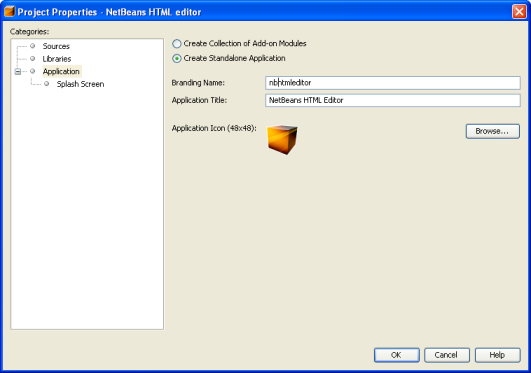 Project Properties - NetBeans HTML editor
Categories:
Sources
Libraries
Application
Splash Screen
Create Collection of Add-on Modules
Create Standalone Application
Branding Name: nbhtmleditor
Application Title: NetBeans HTML Editor
Application Icon (48x48):
Browse...
OK Cancel Help